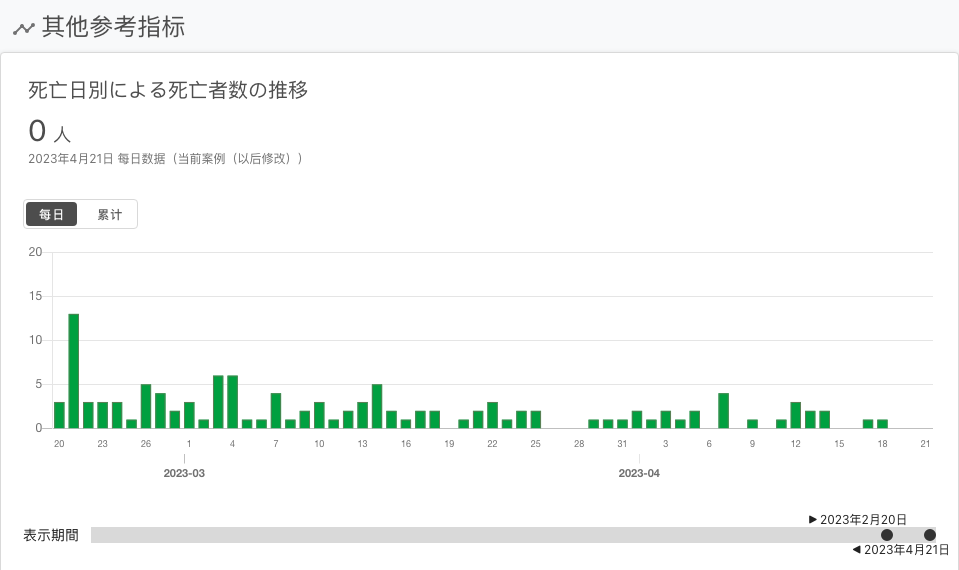 其他参考指标
死亡日別による死亡者数の推移
0 人
2023年4月21日 每日数据（当前案例（以后修改））
每日 累计
20
15
10
5
0
20 23 26 1 4 7 10 13 16 19 22 25 28 31 3 6 9 12 15 18 21
2023-03 2023-04
▶ 2023年2月20日
表示期間
◀ 2023年4月21日